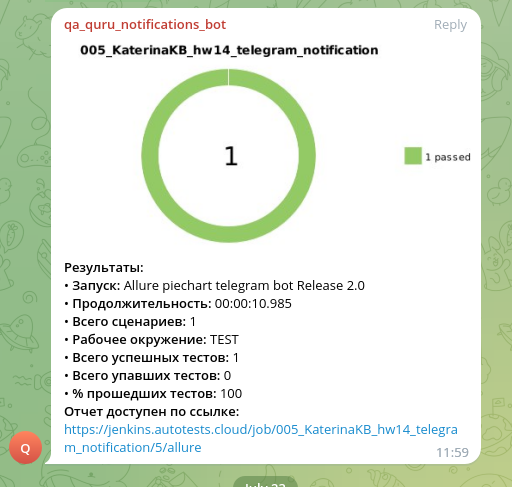 qa_quru_notifications_bot
Reply
005_KaterinaKB_hw14_telegram_notification
1
1 passed
Результаты:
• Запуск: Allure piechart telegram bot Release 2.0
• Продолжительность: 00:00:10.985
• Всего сценариев: 1
• Рабочее окружение: TEST
• Всего успешных тестов: 1
• Всего упавших тестов: 0
• % прошедших тестов: 100
Отчет доступен по ссылке:
https://jenkins.autotests.cloud/job/005_KaterinaKB_hw14_telegra
m_notification/5/allure
Q
11:59